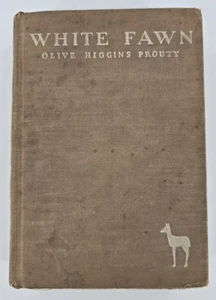 WHITE FAWN
OLIVE HIGGINS PROUTY